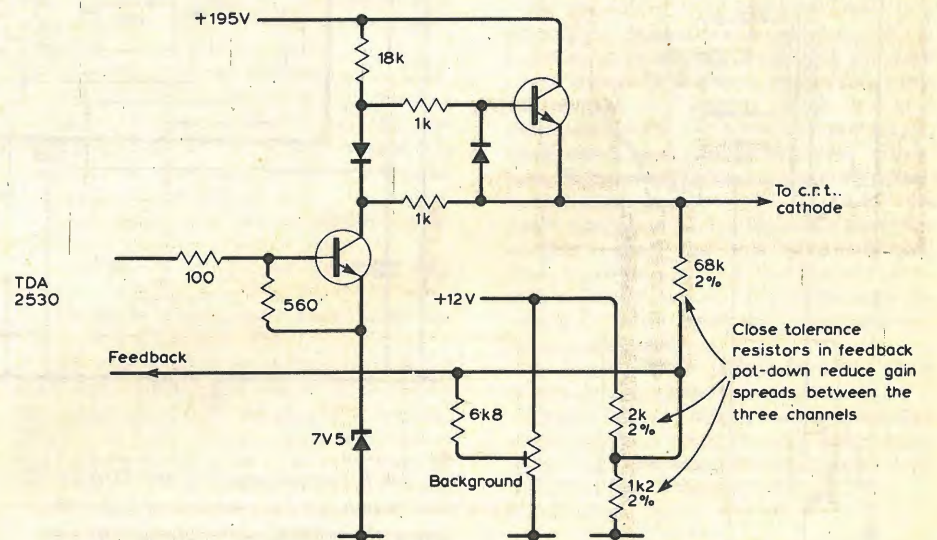 +195V
18k
1k
1k
To c.r.t..
cathode
TDA
2530
100
560
+12V
68k
2%
Close tolerance
resistors in feedback
pot-down reduce gain
spreads between the
three channels
Feedback
6k8
2k
2%
7V5
Background
1k2
2%